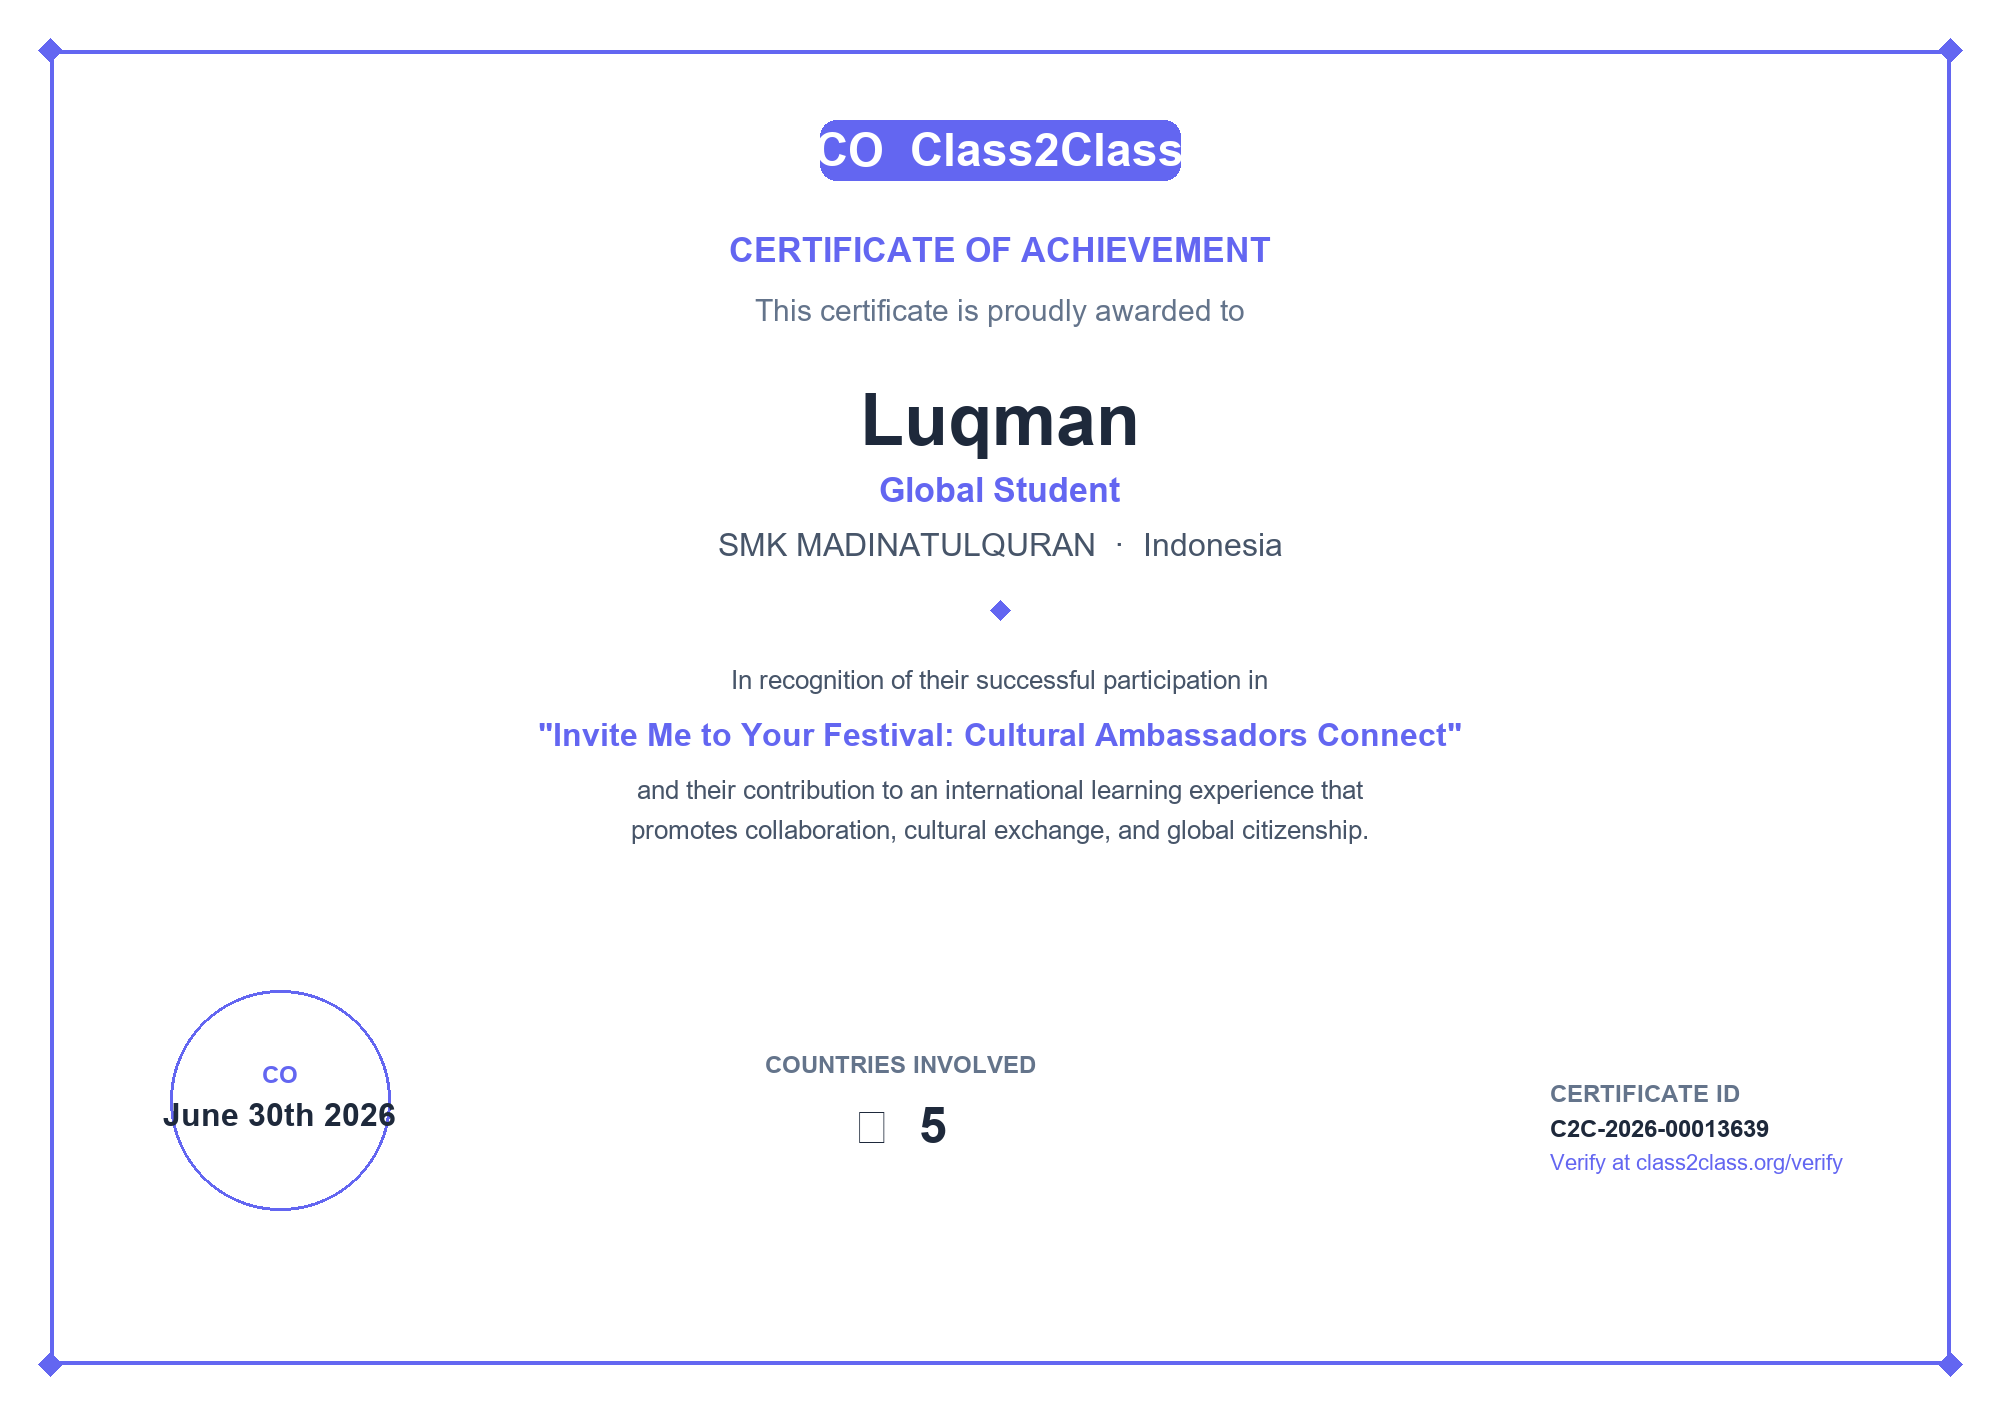 CO Class2Class
CERTIFICATE OF ACHIEVEMENT
This certificate is proudly awarded to
Luqman
Global Student
SMK MADINATULQURAN · Indonesia
In recognition of their successful participation in
"Invite Me to Your Festival: Cultural Ambassadors Connect"
and their contribution to an international learning experience that
promotes collaboration, cultural exchange, and global citizenship.
CO
June 30th 2026
COUNTRIES INVOLVED
5
CERTIFICATE ID
C2C-2026-00013639
Verify at class2class.org/verify